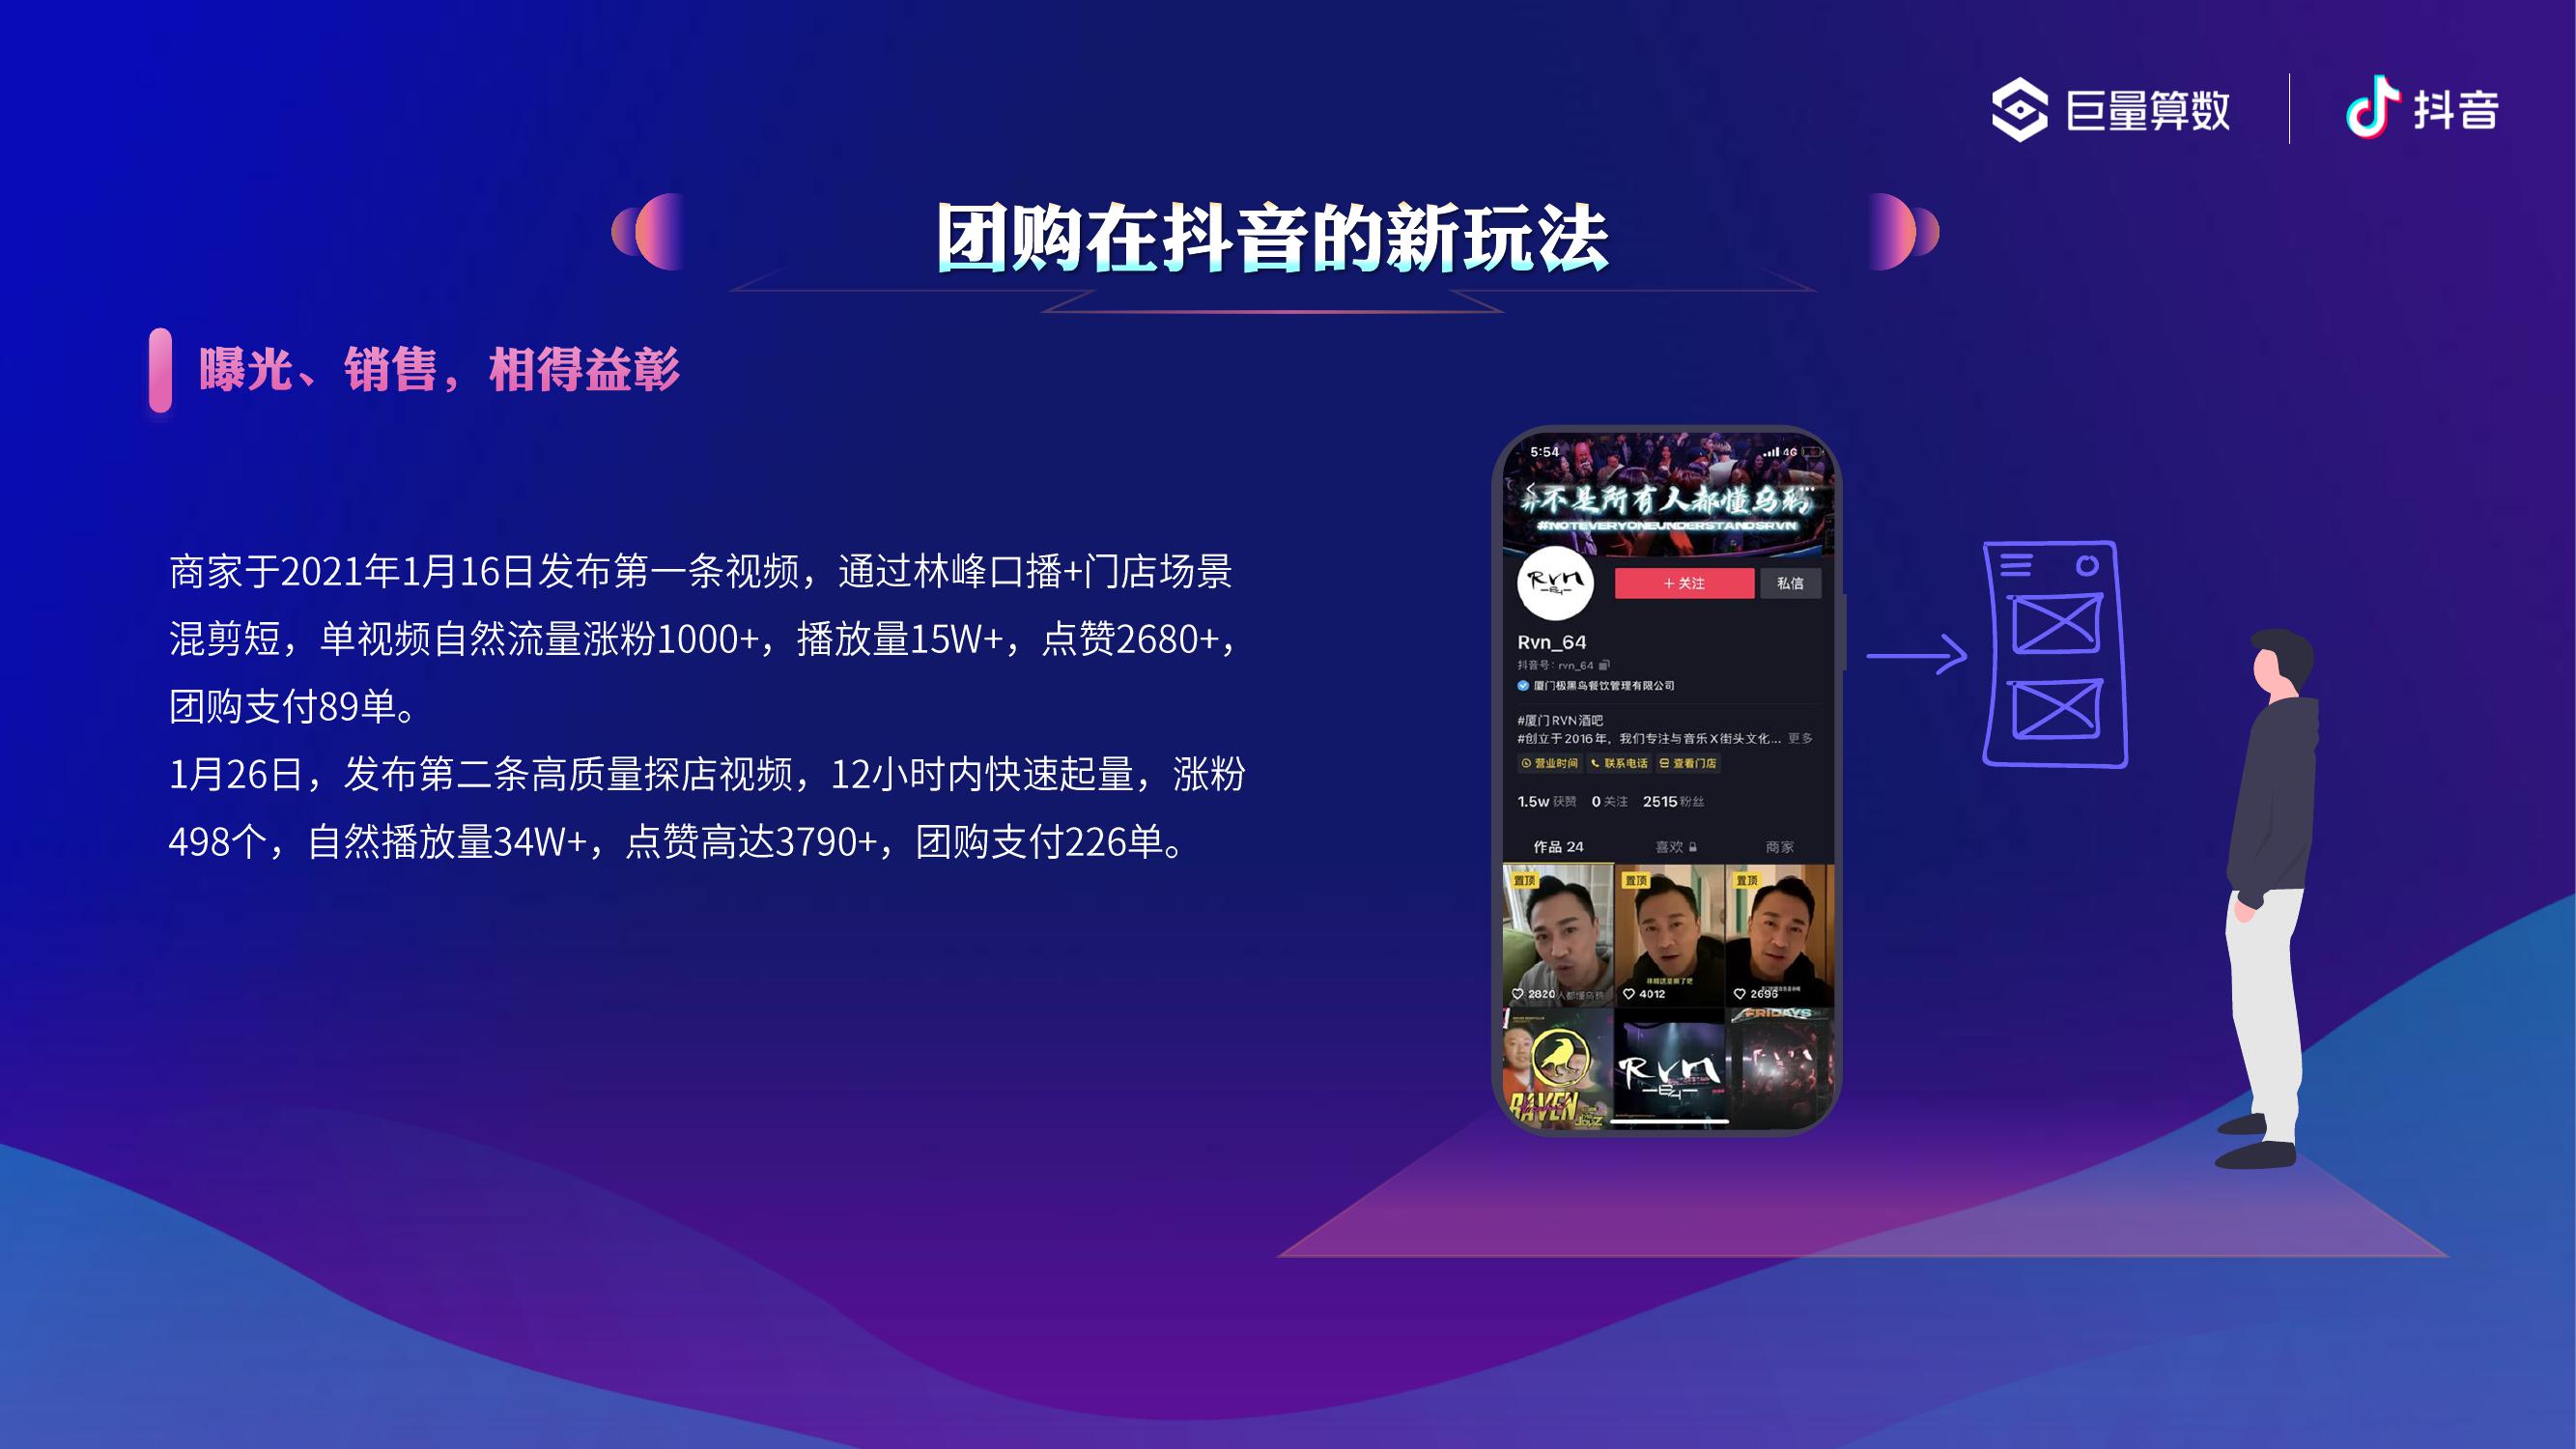 巨量算数
抖音
团购在抖音的新玩法
曝光、销售，相得益彰
商家于2021年1月16日发布第一条视频，通过林峰口播+门店场景
混剪短，单视频自然流量涨粉1000+，播放量15W+，点赞2680+，
团购支付89单。
1月26日，发布第二条高质量探店视频，12小时内快速起量，涨粉
498个，自然播放量34W+，点赞高达3790+，团购支付226单。
5:54
4G
#不是所有人都懂乌鸦
#NOTEVERYONEUNDERSTANDSRVN
Rvn
+ 关注
私信
Rvn_64
抖音号：rvn_64
厦门极黑鸟餐饮管理有限公司
#厦门RVN酒吧
#创立于2016年，我们专注与音乐X街头文化... 更多
营业时间 联系电话 查看门店
1.5w 获赞 0 关注 2515 粉丝
作品 24 喜欢 商家
置顶 置顶 置顶
2820 人都懂乌鸦 4012 2696
FRIDAYS
Rvn
RAVEN